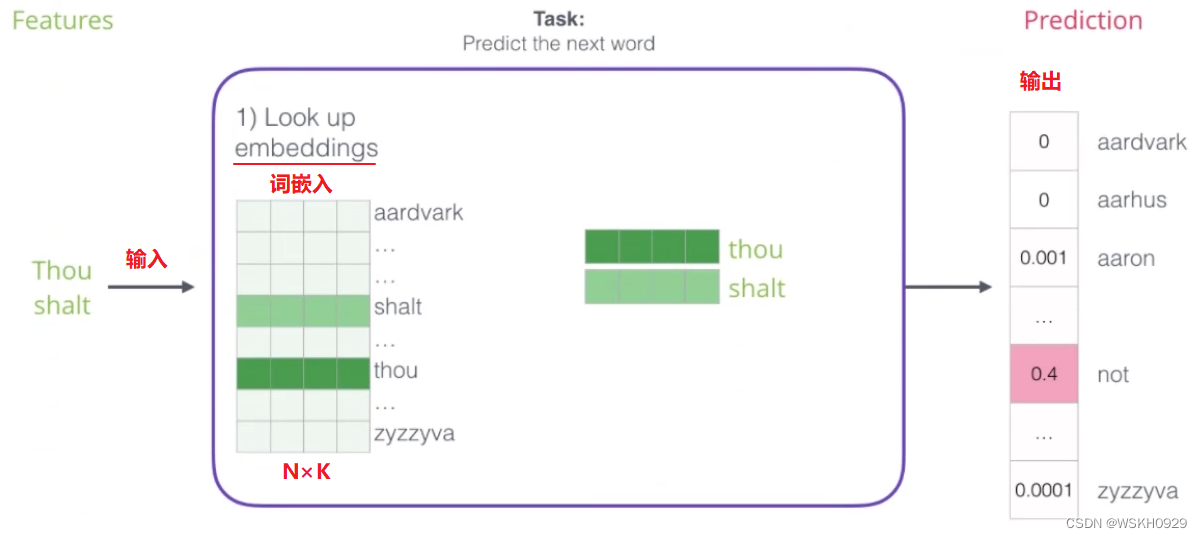 Features
Task:
Predict the next word
Prediction
输出
1) Look up
embeddings
词嵌入
aardvark
...
...
shalt
...
thou
...
zyzzyva
N×K
Thou
shalt
输入
thou
shalt
0 aardvark
0 aarhus
0.001 aaron
...
0.4 not
...
0.0001 zyzzyva
CSDN @WSKH0929